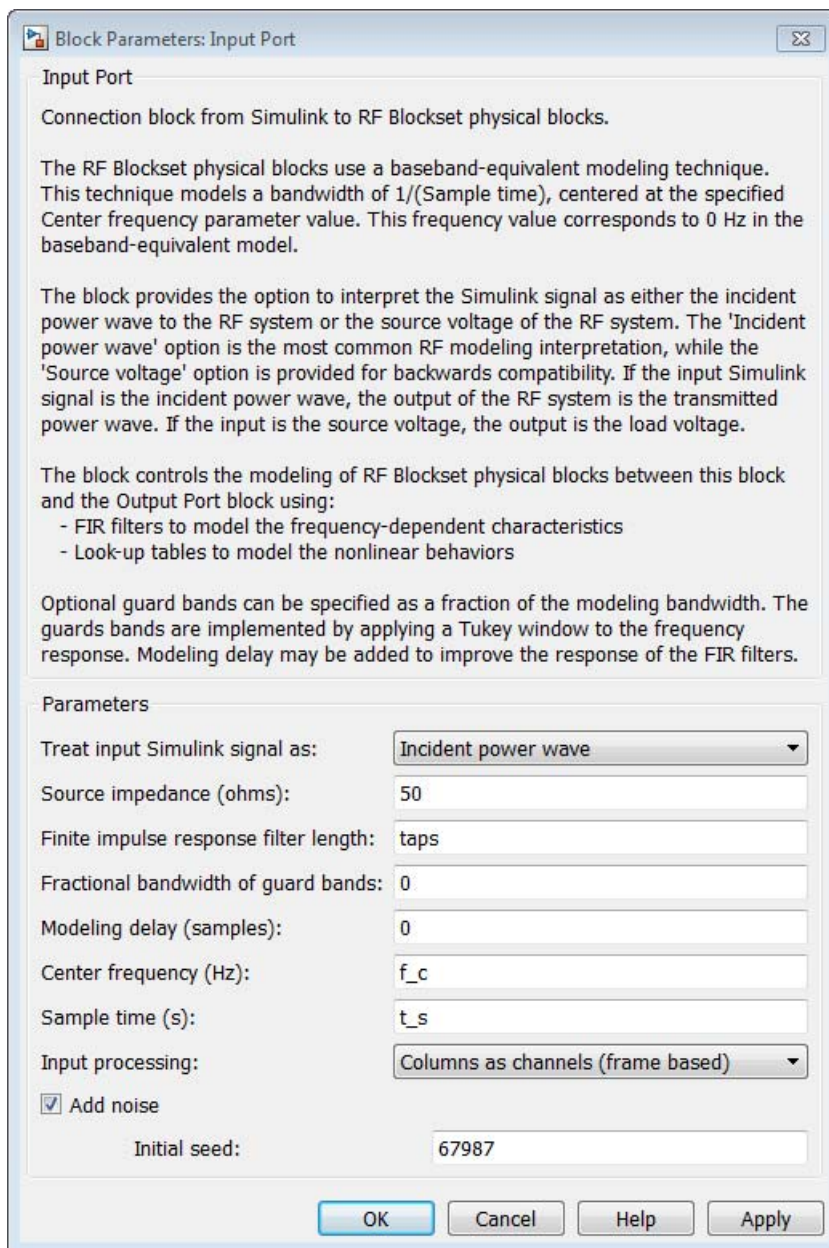 Block Parameters: Input Port
Input Port
Connection block from Simulink to RF Blockset physical blocks.
The RF Blockset physical blocks use a baseband-equivalent modeling technique.
This technique models a bandwidth of 1/(Sample time), centered at the specified
Center frequency parameter value. This frequency value corresponds to 0 Hz in the
baseband-equivalent model.
The block provides the option to interpret the Simulink signal as either the incident
power wave to the RF system or the source voltage of the RF system. The 'Incident
power wave' option is the most common RF modeling interpretation, while the
'Source voltage' option is provided for backwards compatibility. If the input Simulink
signal is the incident power wave, the output of the RF system is the transmitted
power wave. If the input is the source voltage, the output is the load voltage.
The block controls the modeling of RF Blockset physical blocks between this block
and the Output Port block using:
- FIR filters to model the frequency-dependent characteristics
- Look-up tables to model the nonlinear behaviors
Optional guard bands can be specified as a fraction of the modeling bandwidth. The
guards bands are implemented by applying a Tukey window to the frequency
response. Modeling delay may be added to improve the response of the FIR filters.
Parameters
Treat input Simulink signal as: Incident power wave
Source impedance (ohms): 50
Finite impulse response filter length: taps
Fractional bandwidth of guard bands: 0
Modeling delay (samples): 0
Center frequency (Hz): f_c
Sample time (s): t_s
Input processing: Columns as channels (frame based)
Add noise
Initial seed: 67987
OK Cancel Help Apply